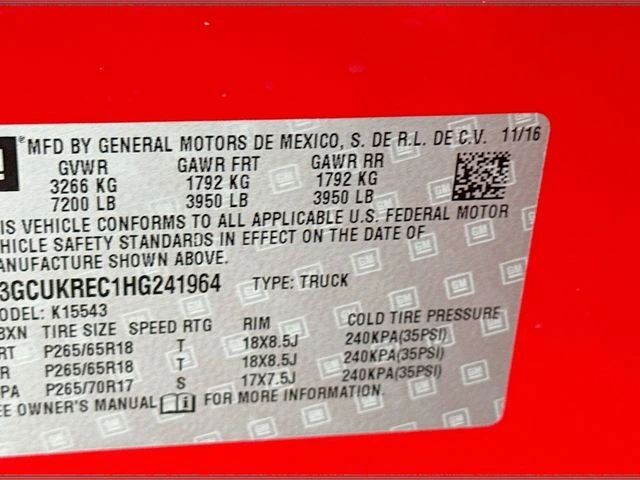 MFD BY GENERAL MOTORS DE MEXICO, S. DE R.L. DE C.V. 11/16
GVWR GAWR FRT GAWR RR
3266 KG 1792 KG 1792 KG
7200 LB 3950 LB 3950 LB
IS VEHICLE CONFORMS TO ALL APPLICABLE U.S. FEDERAL MOTOR
EHICLE SAFETY STANDARDS IN EFFECT ON THE DATE OF
ANUFACTURE SHOWN ABOVE.
3GCUKREC1HG241964 TYPE: TRUCK
ODEL: K15543
BXN TIRE SIZE SPEED RTG RIM COLD TIRE PRESSURE
RT P265/65R18 T 18X8.5J 240KPA(35PSI)
R P265/65R18 T 18X8.5J 240KPA(35PSI)
PA P265/70R17 S 17X7.5J 240KPA(35PSI)
EE OWNER'S MANUAL FOR MORE INFORMATION.